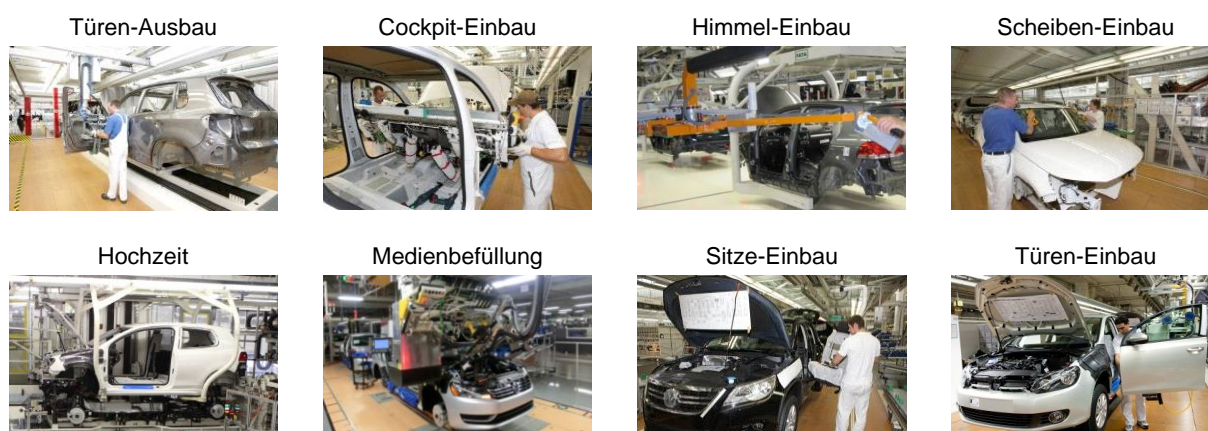 Türen-Ausbau
Cockpit-Einbau
Himmel-Einbau
Scheiben-Einbau
Hochzeit
Medienbefüllung
Sitze-Einbau
Türen-Einbau